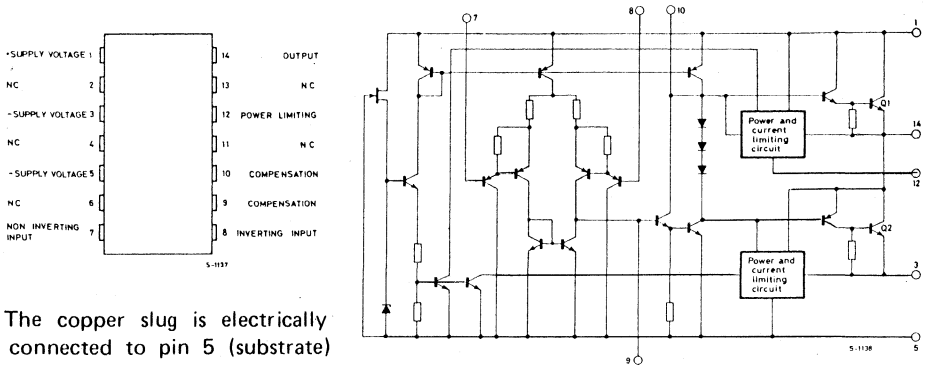 +SUPPLY VOLTAGE 1
NC 2
-SUPPLY VOLTAGE 3
NC 4
-SUPPLY VOLTAGE 5
NC 6
NON INVERTING
INPUT 7
14 OUTPUT
13 NC
12 POWER LIMITING
11 NC
10 COMPENSATION
9 COMPENSATION
8 INVERTING INPUT
S-1137
The copper slug is electrically
connected to pin 5 (substrate)
7
8
10
1
Q1
Power and
current
limiting
circuit
14
12
Q2
Power and
current
limiting
circuit
3
5
S-1138
9